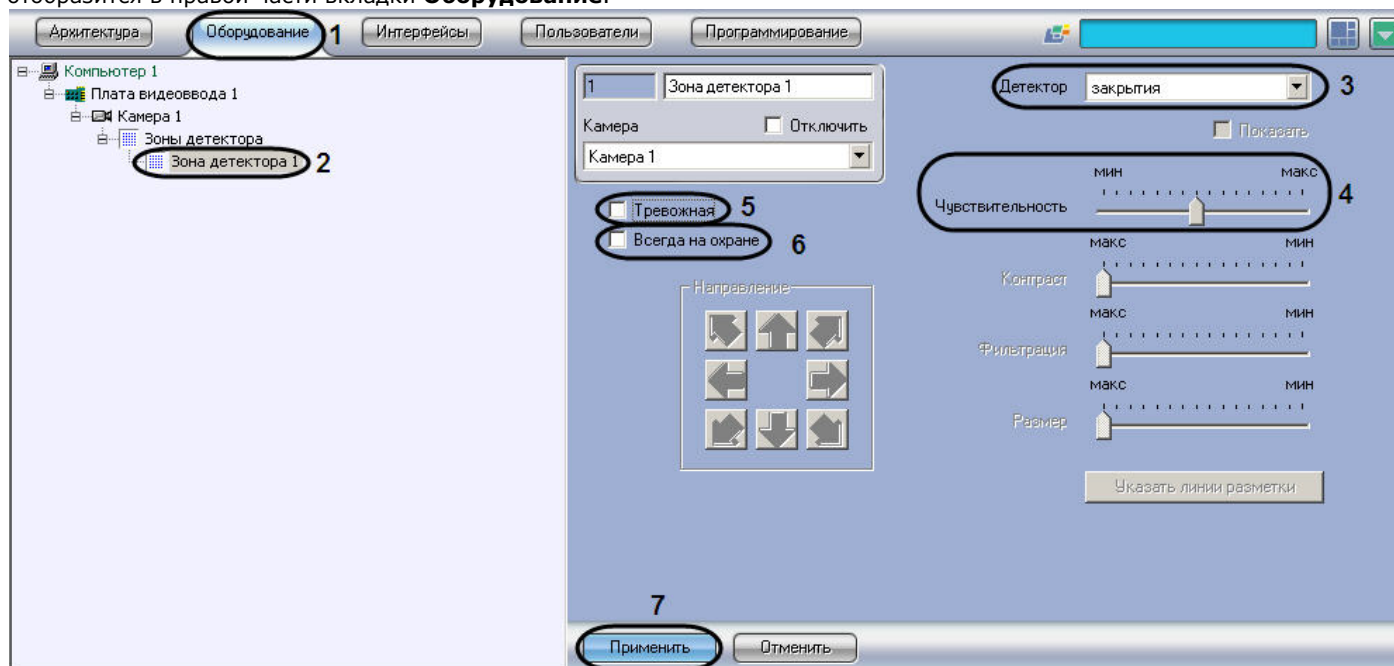 отобразится в правой части вкладки Оборудование.
Архитектура Оборудование 1 Интерфейсы Пользователи Программирование
Компьютер 1
Плата видеоввода 1
Камера 1
Зоны детектора
Зона детектора 1 2
1 Зона детектора 1
Камера Отключить
Камера 1
Тревожная 5
Всегда на охране 6
Направление
Детектор закрытия 3
Показать
мин макс
Чувствительность 4
макс мин
Контраст
макс мин
Фильтрация
макс мин
Размер
Указать линии разметки
7
Применить Отменить